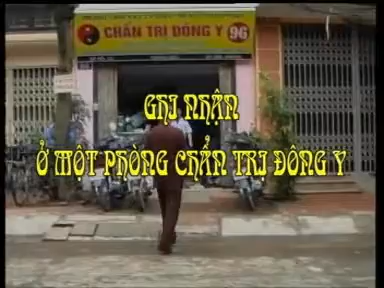 CHẨN TRỊ ĐÔNG Y 96
GHI NHẬN
Ở MỘT PHÒNG CHẨN TRỊ ĐÔNG Y